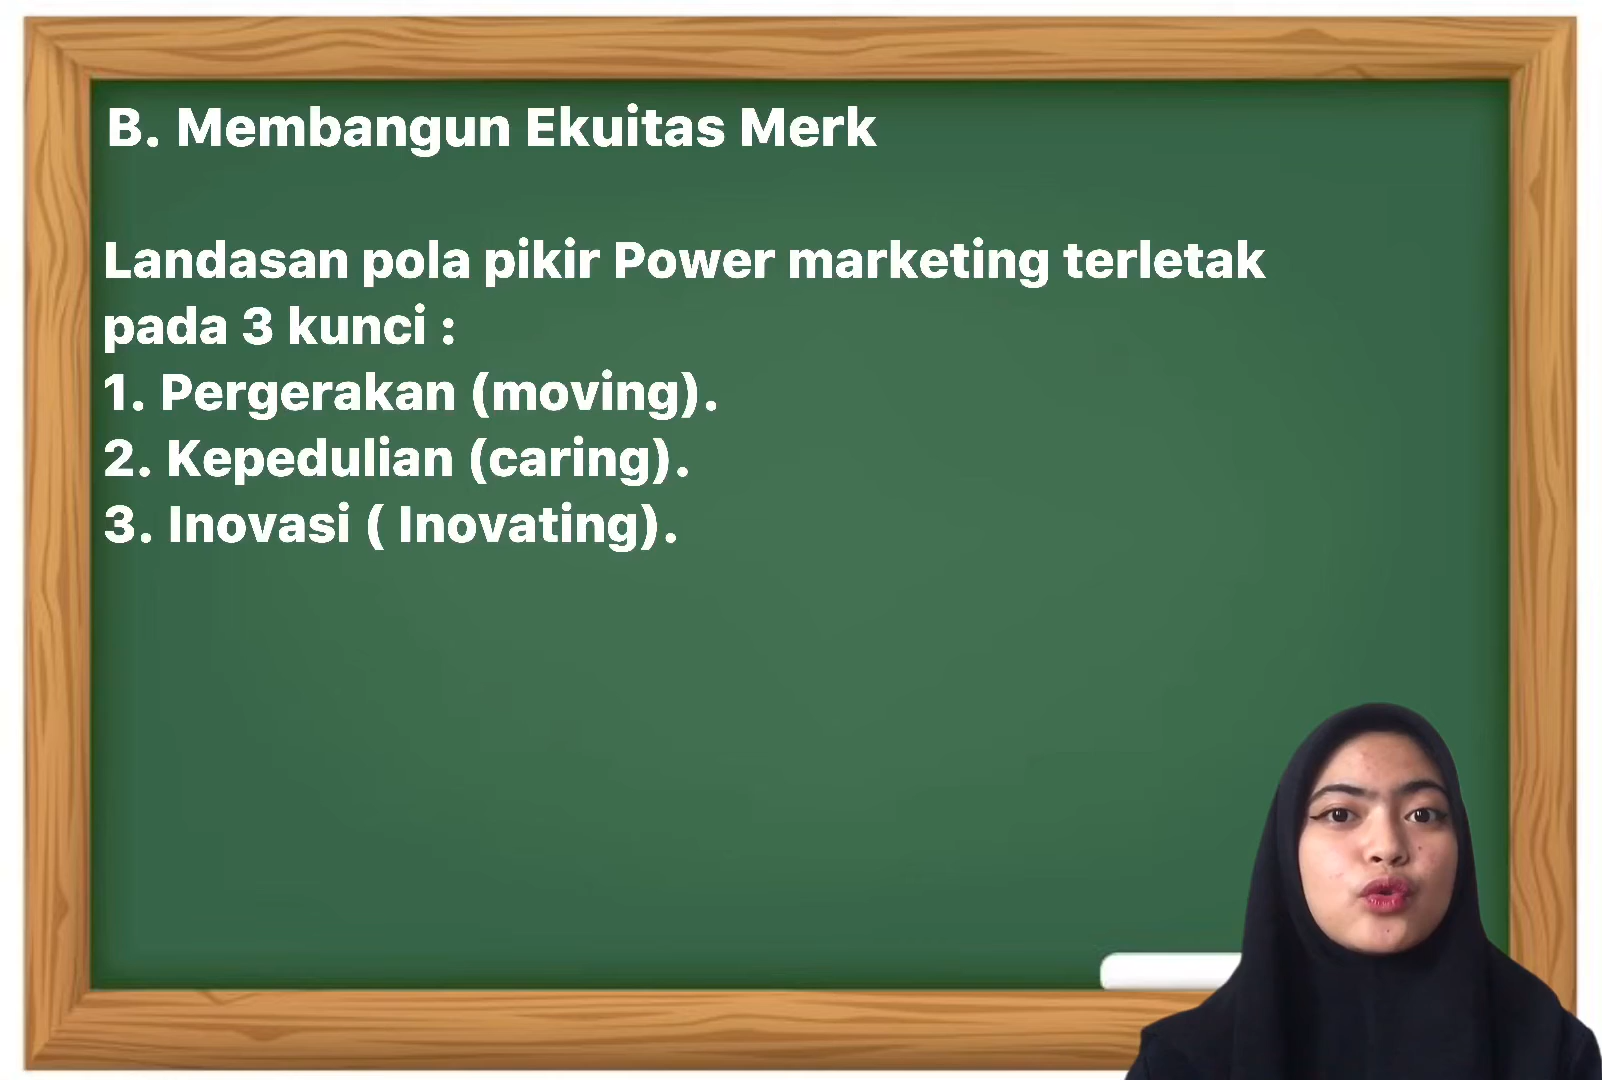 B. Membangun Ekuitas Merk
Landasan pola pikir Power marketing terletak
pada 3 kunci :
1. Pergerakan (moving).
2. Kepedulian (caring).
3. Inovasi ( Inovating).